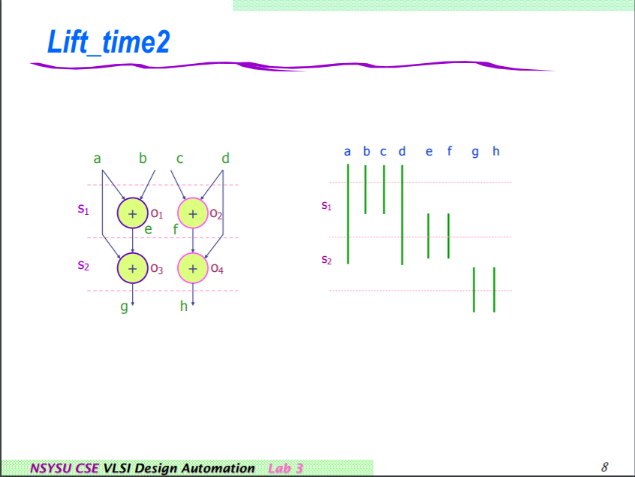 Lift_time2
a b c d
s1 + o1 + o2
e f
s2 + o3 + o4
g h
a b c d e f g h
s1
s2
NSYSU CSE VLSI Design Automation Lab 3
8